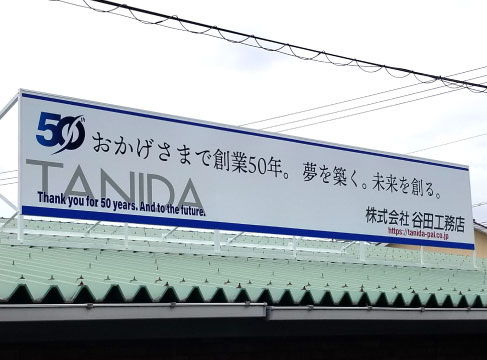 50th おかげさまで創業50年。夢を築く。未来を創る。
TANIDA
Thank you for 50 years. And to the future.
株式会社 谷田工務店
https://tanida-pal.co.jp